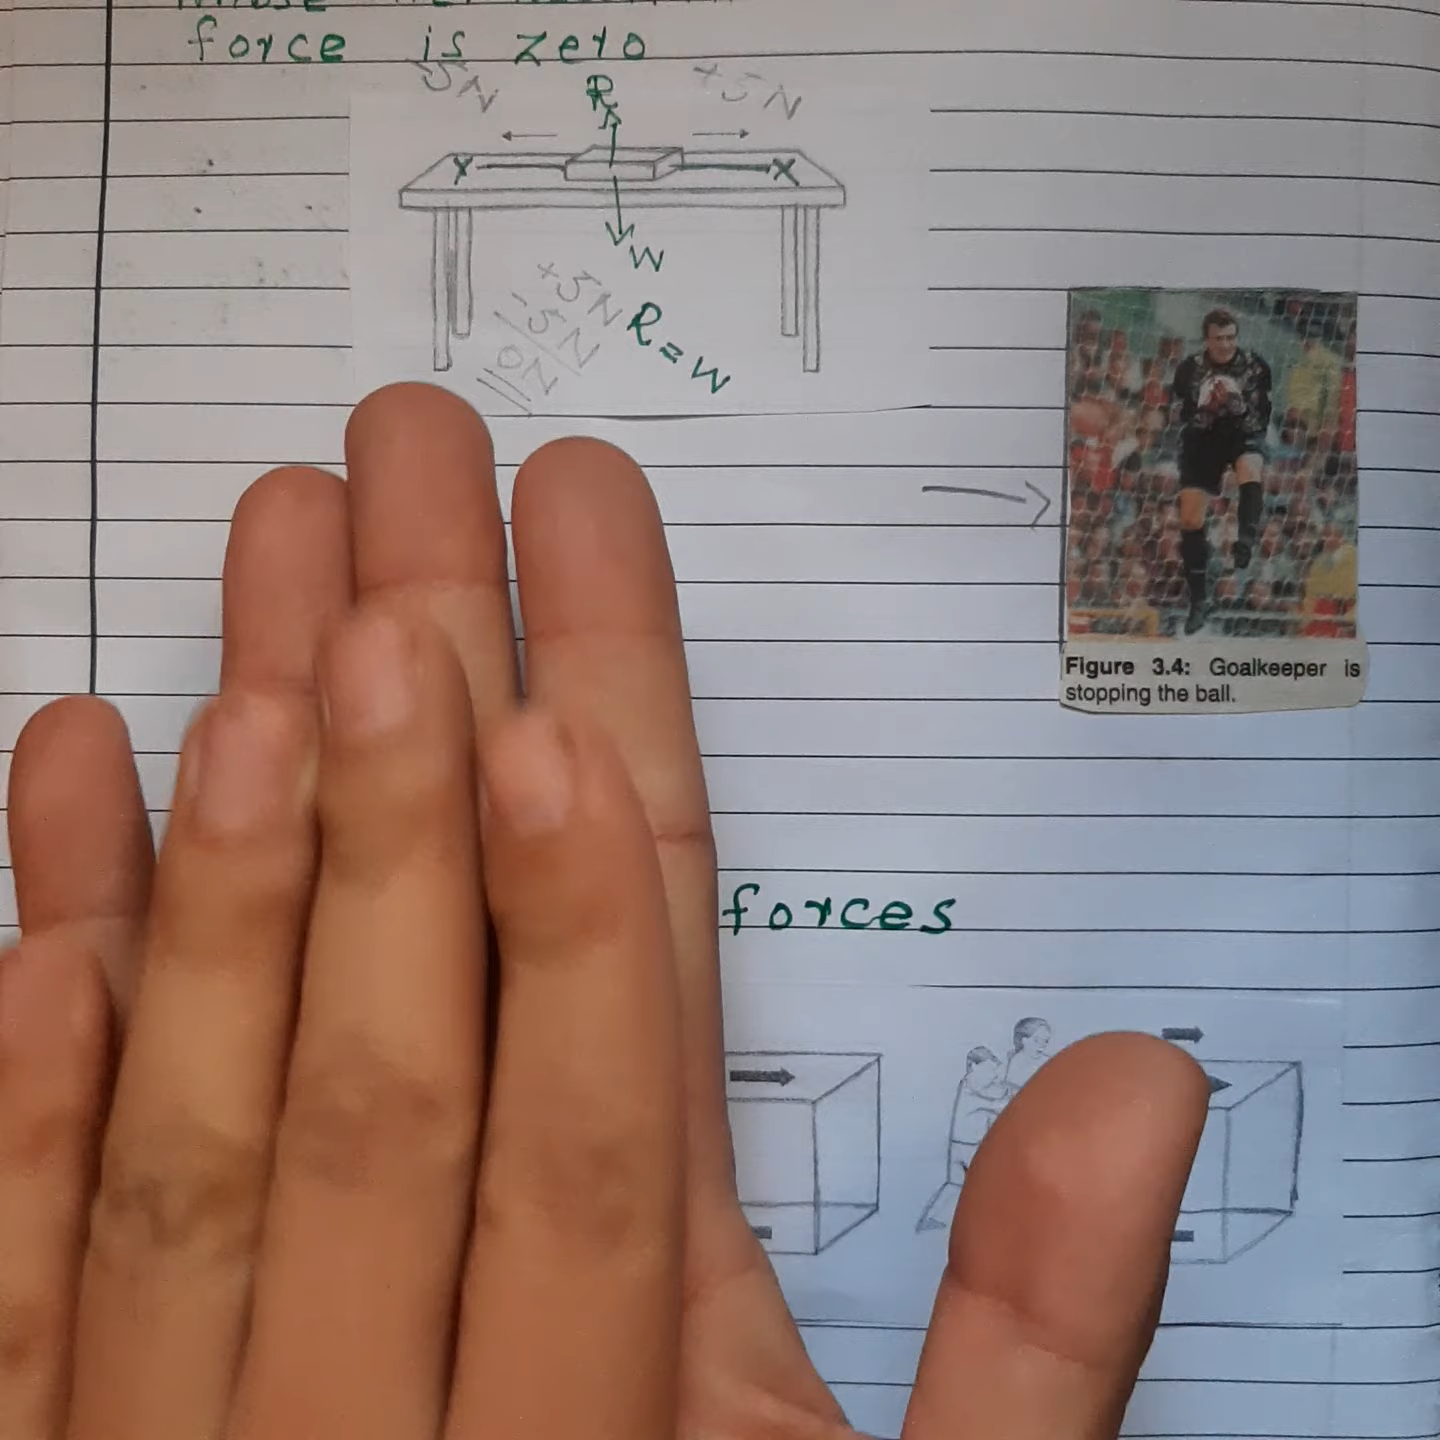 force is zero
5N
R
+5N
W
+5N
-5N
0N
R = W
Figure 3.4: Goalkeeper is
stopping the ball.
forces